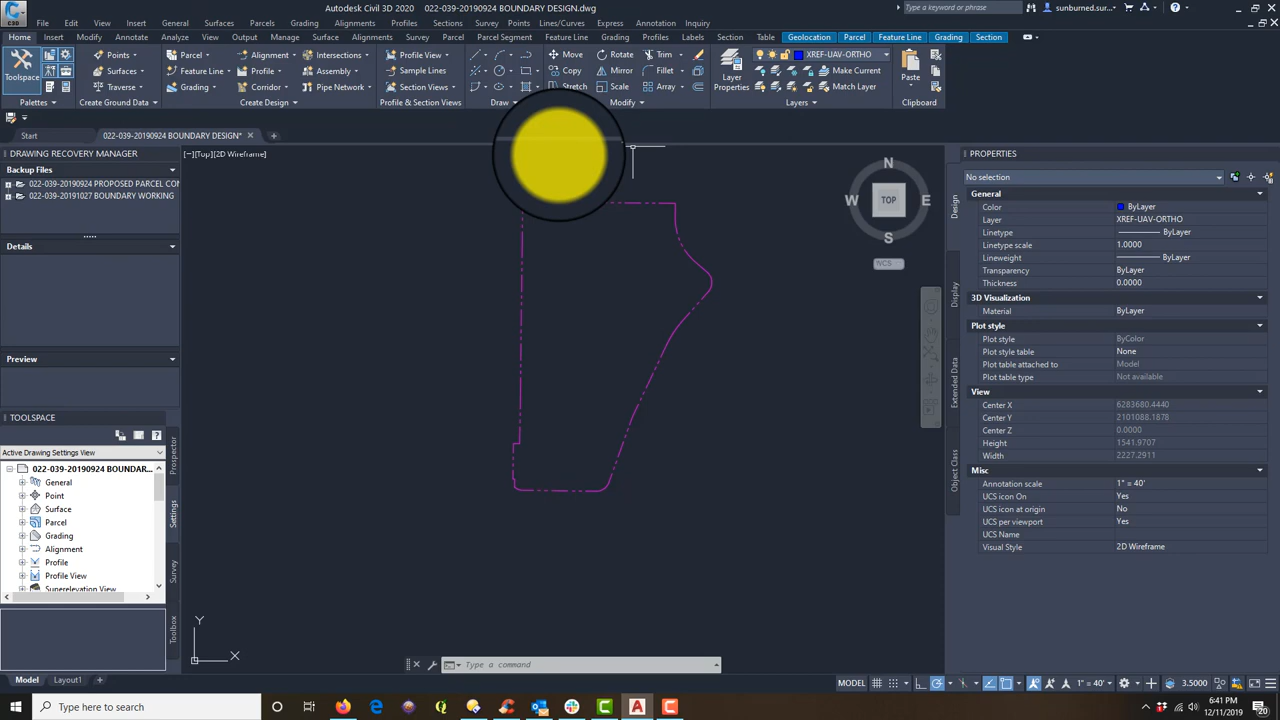 Autodesk Civil 3D 2020   022-039-20190924 BOUNDARY DESIGN.dwg
Type a keyword or phrase
sunburned.sur...
C3D
File Edit View Insert General Surfaces Parcels Grading Alignments Profiles Sections Survey Points Lines/Curves Express Annotation Inquiry
Home Insert Annotate Modify Analyze View Output Manage Surface Alignments Survey Parcel Parcel Segment Feature Line Grading Profiles Labels Section Table Geolocation Parcel Feature Line Grading Section
Toolspace
Parcel
Feature Line
Grading
Surfaces
Traverse
Alignment
Profile
Corridor
Intersections
Assembly
Pipe Network
Profile View
Sample Lines
Section Views
Move
Copy
Stretch
Rotate
Mirror
Scale
Trim
Fillet
Array
Layer
Properties
XREF-UAV-ORTHO
Make Current
Match Layer
Paste
Palettes
Create Ground Data
Create Design
Profile & Section Views
Draw
Modify
Layers
Clipboard
Start
022-039-20190924 BOUNDARY DESIGN*
DRAWING RECOVERY MANAGER
Backup Files
022-039-20190924 PROPOSED PARCEL CON
022-039-20191027 BOUNDARY WORKING
Details
Preview
TOOLSPACE
Active Drawing Settings View
022-039-20190924 BOUNDAR...
General
Point
Surface
Parcel
Grading
Alignment
Profile
Profile View
Superelevation View
Prospector
Settings
Survey
Toolbox
[−][Top][2D Wireframe]
N
W TOP E
S
WCS
Y
X
Type a command
PROPERTIES
No selection
Design
Display
Extended Data
Object Class
General
Color ByLayer
Layer XREF-UAV-ORTHO
Linetype ByLayer
Linetype scale 1.0000
Lineweight ByLayer
Transparency ByLayer
Thickness 0.0000
3D Visualization
Material ByLayer
Plot style
Plot style ByColor
Plot style table None
Plot table attached to Model
Plot table type Not available
View
Center X 6283680.4440
Center Y 2101088.1878
Center Z 0.0000
Height 1541.9707
Width 2227.2911
Misc
Annotation scale 1" = 40'
UCS icon On Yes
UCS icon at origin No
UCS per viewport Yes
UCS Name
Visual Style 2D Wireframe
Model Layout1 +
MODEL
1" = 40'
3.5000
Type here to search
6:41 PM
12/11/2019